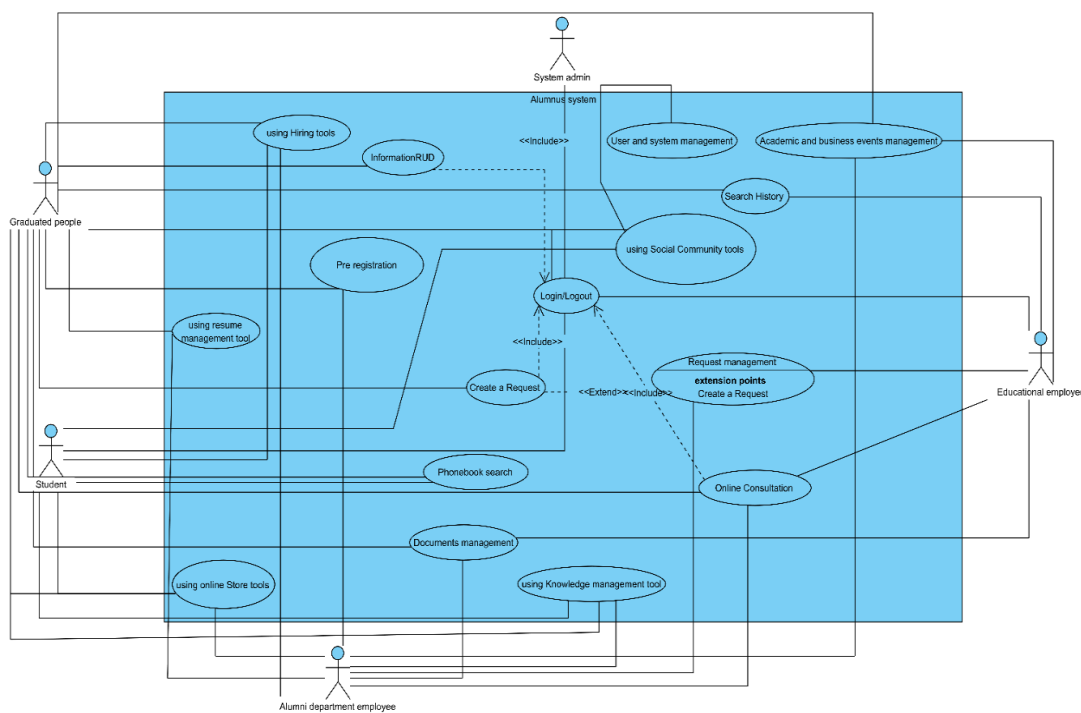 System admin
Alumnus system
using Hiring tools
<<Include>>
User and system management
Academic and business events management
InformationRUD
Graduated people
Search History
using Social Community tools
Pre registration
Login/Logout
using resume
management tool
<<Include>>
Request management
extension points
Create a Request
Create a Request
<<Extend>>
<<Include>>
Educational employer
Phonebook search
Student
Online Consultation
Documents management
using online Store tools
using Knowledge management tool
Alumni department employee